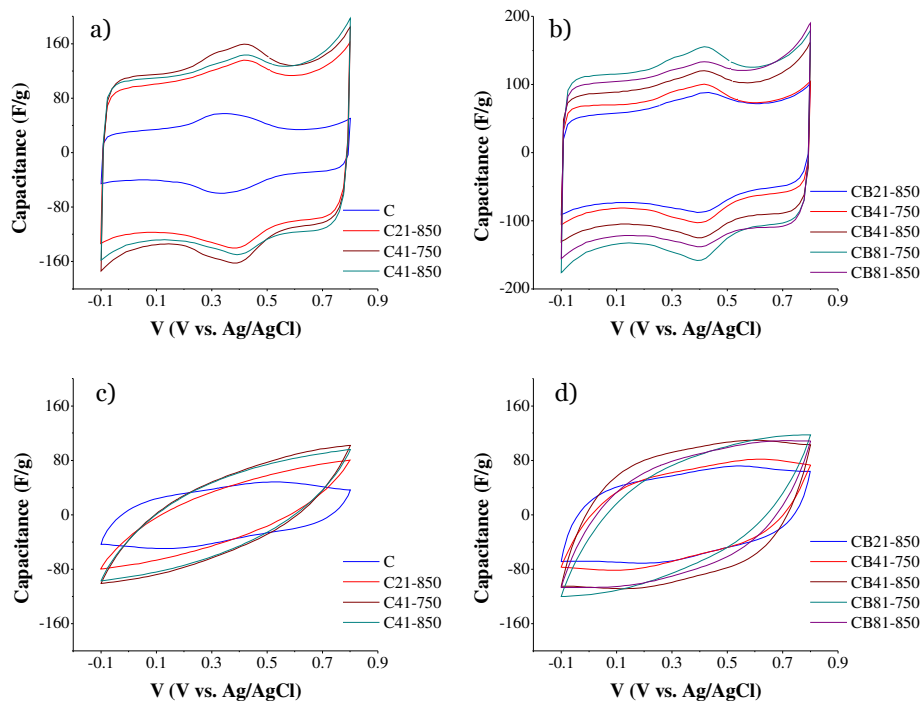 a)
160
80
0
-80
-160
Capacitance (F/g)
C
C21-850
C41-750
C41-850
-0.1 0.1 0.3 0.5 0.7 0.9
V (V vs. Ag/AgCl)
b)
200
100
0
-100
-200
Capacitance (F/g)
CB21-850
CB41-750
CB41-850
CB81-750
CB81-850
-0.1 0.1 0.3 0.5 0.7 0.9
V (V vs. Ag/AgCl)
c)
160
80
0
-80
-160
Capacitance (F/g)
C
C21-850
C41-750
C41-850
-0.1 0.1 0.3 0.5 0.7 0.9
V (V vs. Ag/AgCl)
d)
160
80
0
-80
-160
Capacitance (F/g)
CB21-850
CB41-750
CB41-850
CB81-750
CB81-850
-0.1 0.1 0.3 0.5 0.7 0.9
V (V vs. Ag/AgCl)